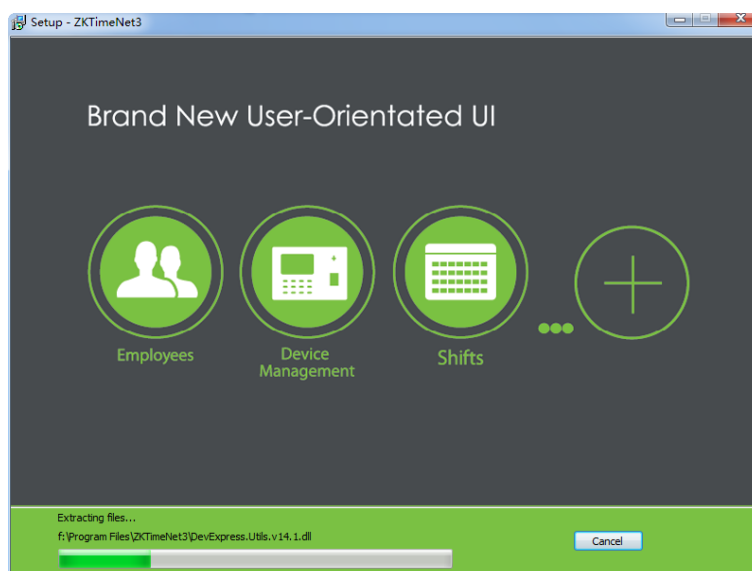 Setup - ZKTimeNet3
Brand New User-Orientated UI
Employees
Device
Management
Shifts
Extracting files...
f:\Program Files\ZKTimeNet3\DevExpress.Utils.v14.1.dll
Cancel